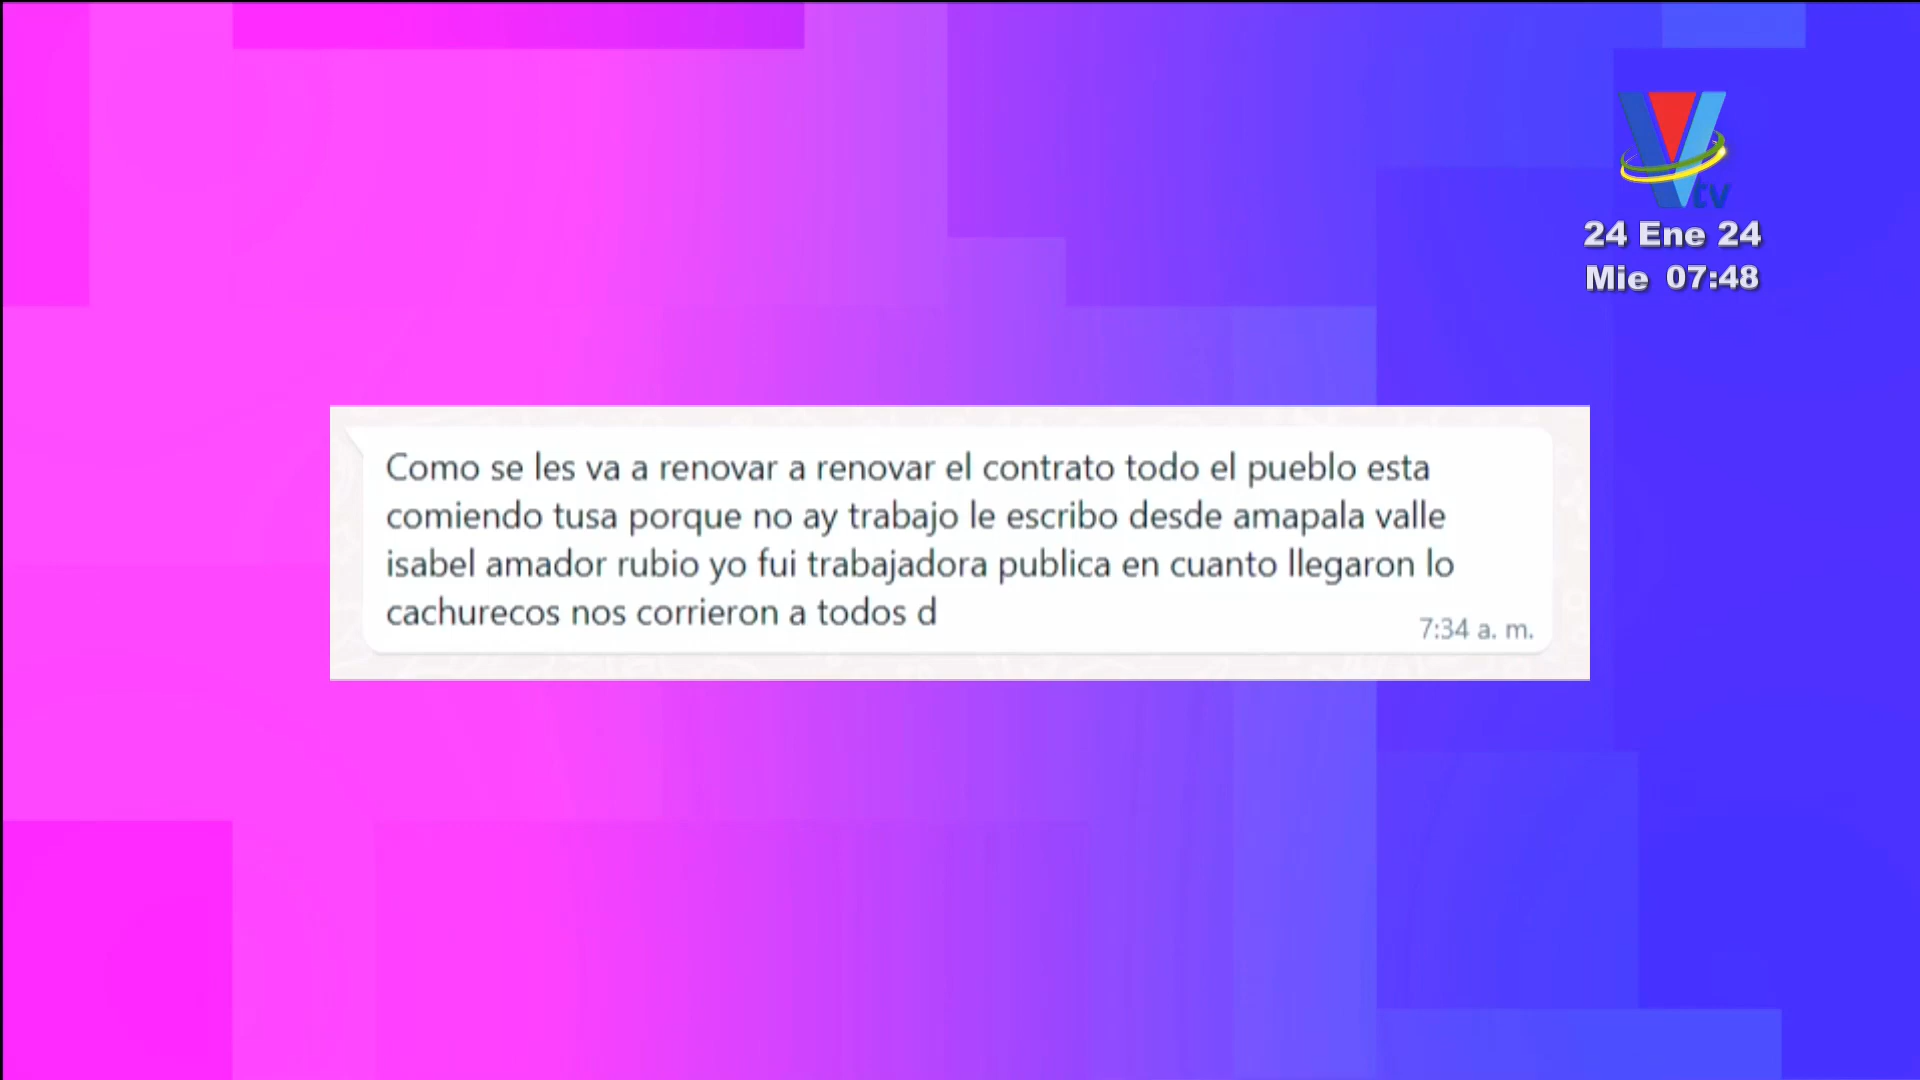 tv
24 Ene 24
Mie 07:48
Como se les va a renovar a renovar el contrato todo el pueblo esta
comiendo tusa porque no ay trabajo le escribo desde amapala valle
isabel amador rubio yo fui trabajadora publica en cuanto llegaron lo
cachurecos nos corrieron a todos d
7:34 a. m.